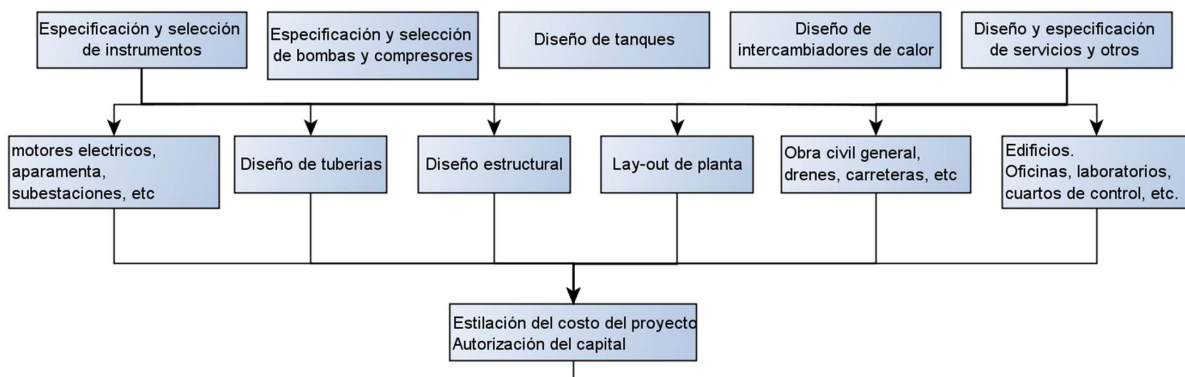 Especificación y selección
de instrumentos
Especificación y selección
de bombas y compresores
Diseño de tanques
Diseño de
intercambiadores de calor
Diseño y especificación
de servicios y otros
motores electricos,
aparamenta,
subestaciones, etc
Diseño de tuberias
Diseño estructural
Lay-out de planta
Obra civil general,
drenes, carreteras, etc
Edificios.
Oficinas, laboratorios,
cuartos de control, etc.
Estilación del costo del proyecto
Autorización del capital